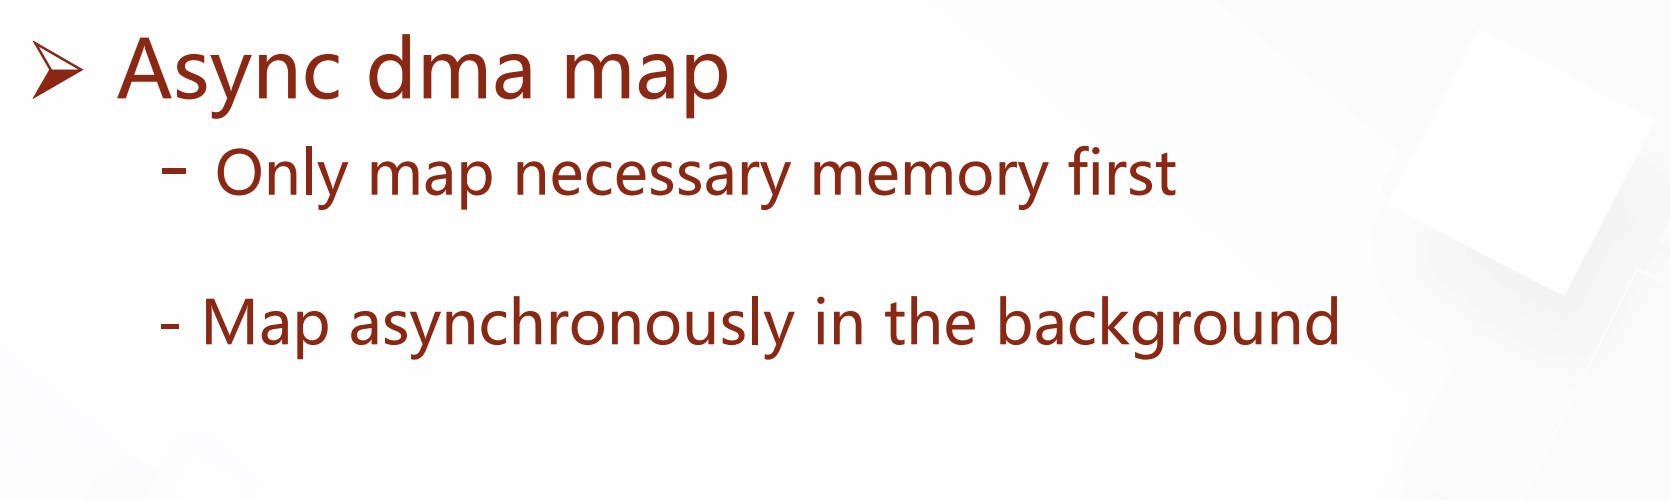 ➢ Async dma map
- Only map necessary memory first
- Map asynchronously in the background